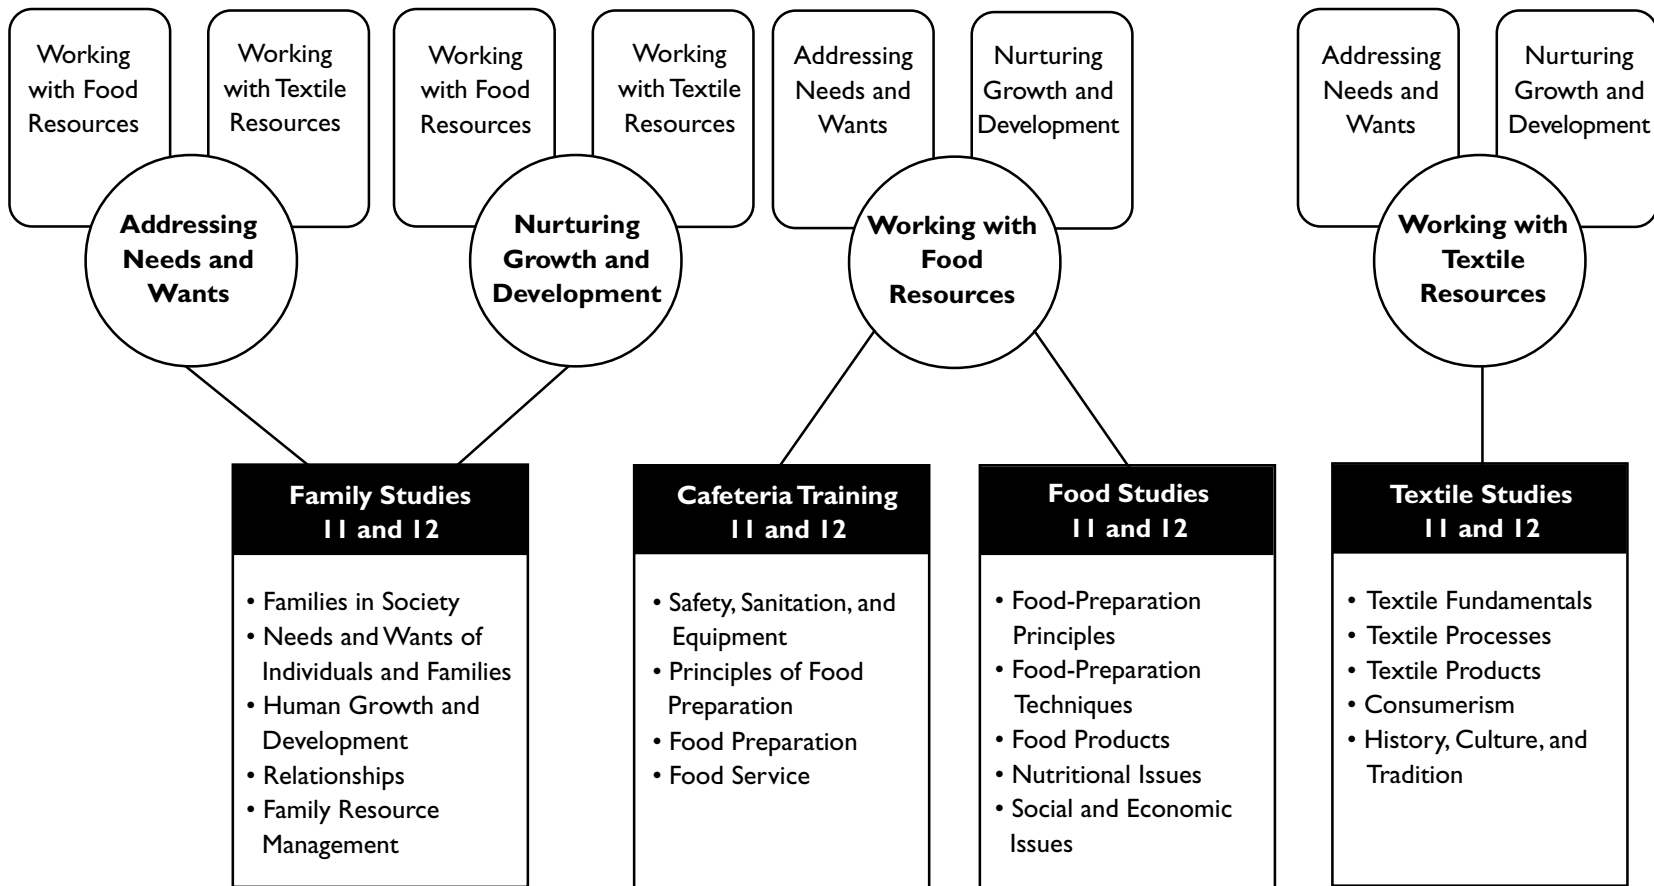 Working
with Food
Resources
Working
with Textile
Resources
Working
with Food
Resources
Working
with Textile
Resources
Addressing
Needs and
Wants
Nurturing
Growth and
Development
Addressing
Needs and
Wants
Nurturing
Growth and
Development
Addressing
Needs and
Wants
Nurturing
Growth and
Development
Working with
Food
Resources
Working with
Textile
Resources
Family Studies
11 and 12
• Families in Society
• Needs and Wants of
Individuals and Families
• Human Growth and
Development
• Relationships
• Family Resource
Management
Cafeteria Training
11 and 12
• Safety, Sanitation, and
Equipment
• Principles of Food
Preparation
• Food Preparation
• Food Service
Food Studies
11 and 12
• Food-Preparation
Principles
• Food-Preparation
Techniques
• Food Products
• Nutritional Issues
• Social and Economic
Issues
Textile Studies
11 and 12
• Textile Fundamentals
• Textile Processes
• Textile Products
• Consumerism
• History, Culture, and
Tradition